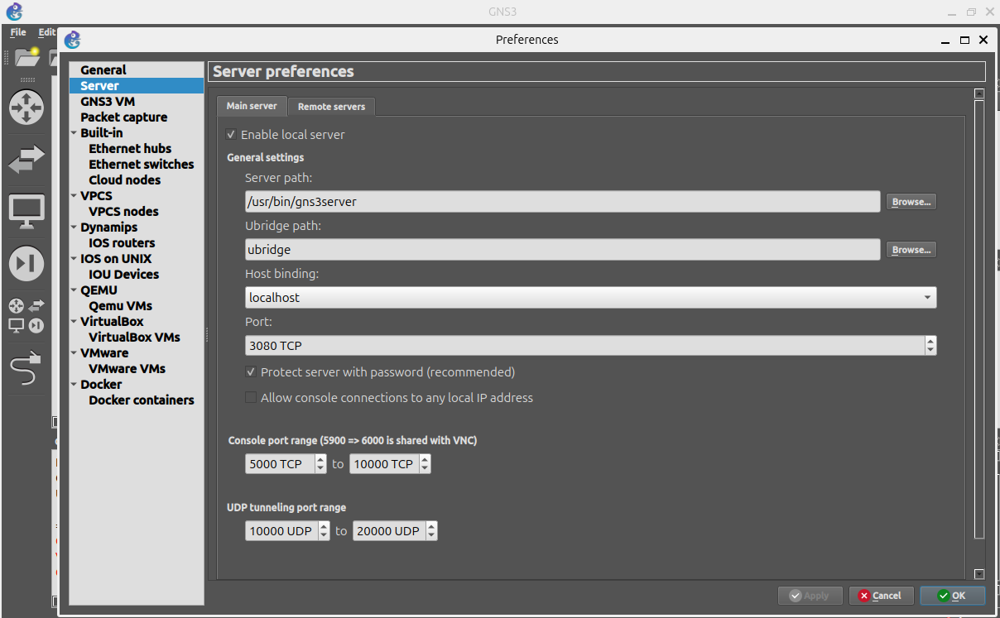 GNS3
File Edit
Preferences
General
Server
GNS3 VM
Packet capture
Built-in
Ethernet hubs
Ethernet switches
Cloud nodes
VPCS
VPCS nodes
Dynamips
IOS routers
IOS on UNIX
IOU Devices
QEMU
Qemu VMs
VirtualBox
VirtualBox VMs
VMware
VMware VMs
Docker
Docker containers
Server preferences
Main server Remote servers
Enable local server
General settings
Server path:
/usr/bin/gns3server Browse...
Ubridge path:
ubridge Browse...
Host binding:
localhost
Port:
3080 TCP
Protect server with password (recommended)
Allow console connections to any local IP address
Console port range (5900 => 6000 is shared with VNC)
5000 TCP to 10000 TCP
UDP tunneling port range
10000 UDP to 20000 UDP
Apply Cancel OK